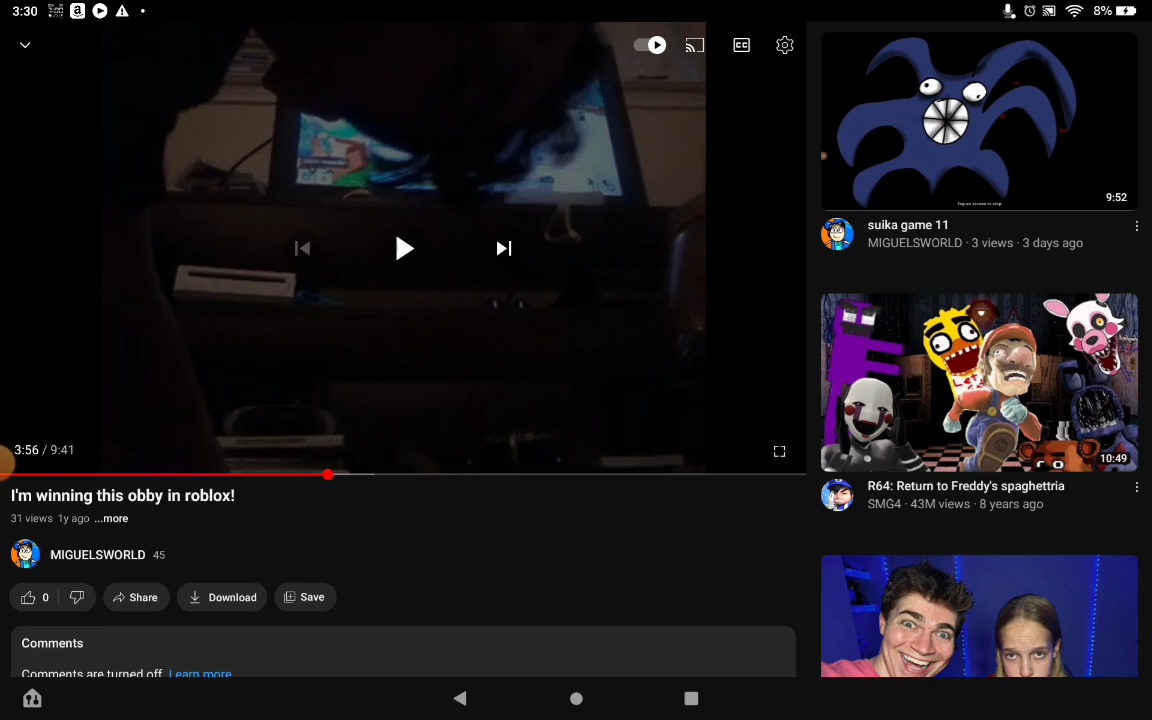 3:30
8%
CC
3:56 / 9:41
I'm winning this obby in roblox!
31 views 1y ago ...more
MIGUELSWORLD 45
0
Share
Download
Save
Comments
Comments are turned off. Learn more
9:52
suika game 11
MIGUELSWORLD · 3 views · 3 days ago
10:49
R64: Return to Freddy's spaghettria
SMG4 · 43M views · 8 years ago